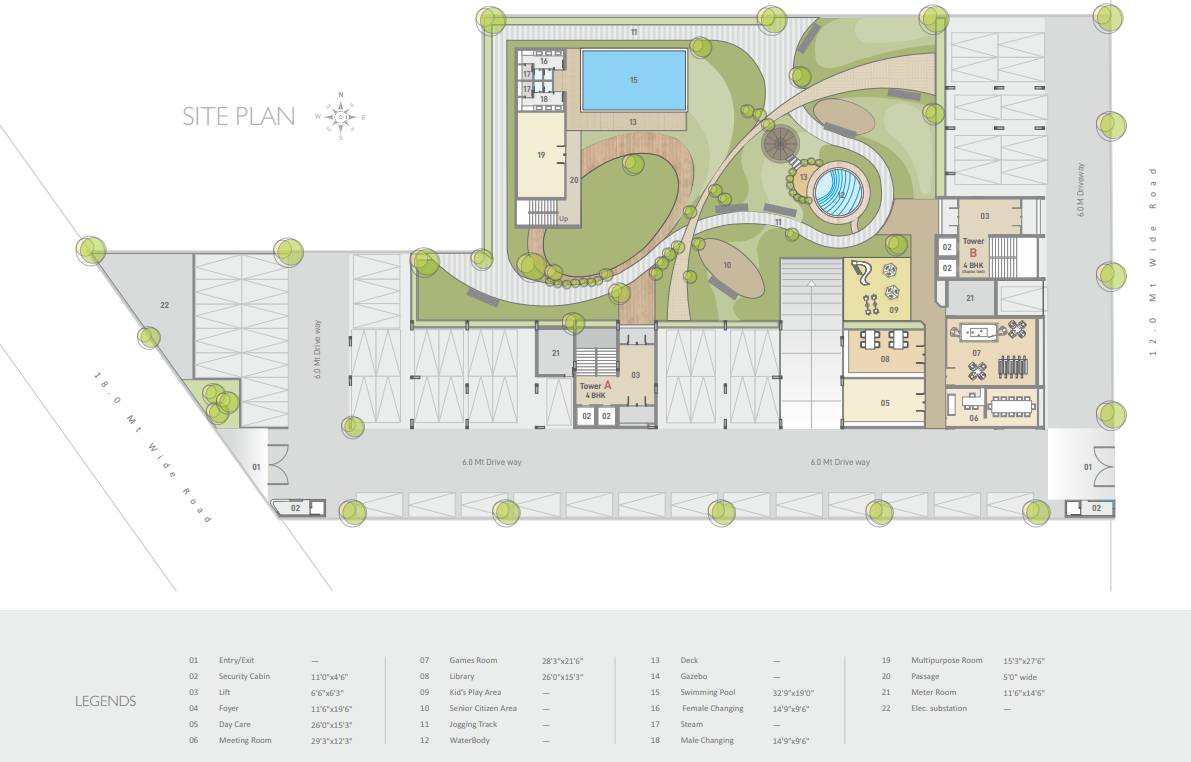 SITE PLAN
N
W
E
S
11
16
17
17
18
15
13
19
20
Up
13
12
11
10
6.0 M Driveway
12.0 Mt Wide Road
03
02
02
Tower
B
4 BHK
21
09
22
6.0 Mt Drive way
21
03
Tower A
4 BHK
02
02
08
05
07
06
18.0 Mt Wide Road
01
6.0 Mt Drive way
6.0 Mt Drive way
01
02
02
LEGENDS
01 Entry/Exit —
02 Security Cabin 11'0"x4'6"
03 Lift 6'6"x6'3"
04 Foyer 11'6"x19'6"
05 Day Care 26'0"x15'3"
06 Meeting Room 29'3"x12'3"
07 Games Room 28'3"x21'6"
08 Library 26'0"x15'3"
09 Kid's Play Area —
10 Senior Citizen Area —
11 Jogging Track —
12 WaterBody —
13 Deck —
14 Gazebo —
15 Swimming Pool 32'9"x19'0"
16 Female Changing 14'9"x9'6"
17 Steam —
18 Male Changing 14'9"x9'6"
19 Multipurpose Room 15'3"x27'6"
20 Passage 5'0" wide
21 Meter Room 11'6"x14'6"
22 Elec. substation —